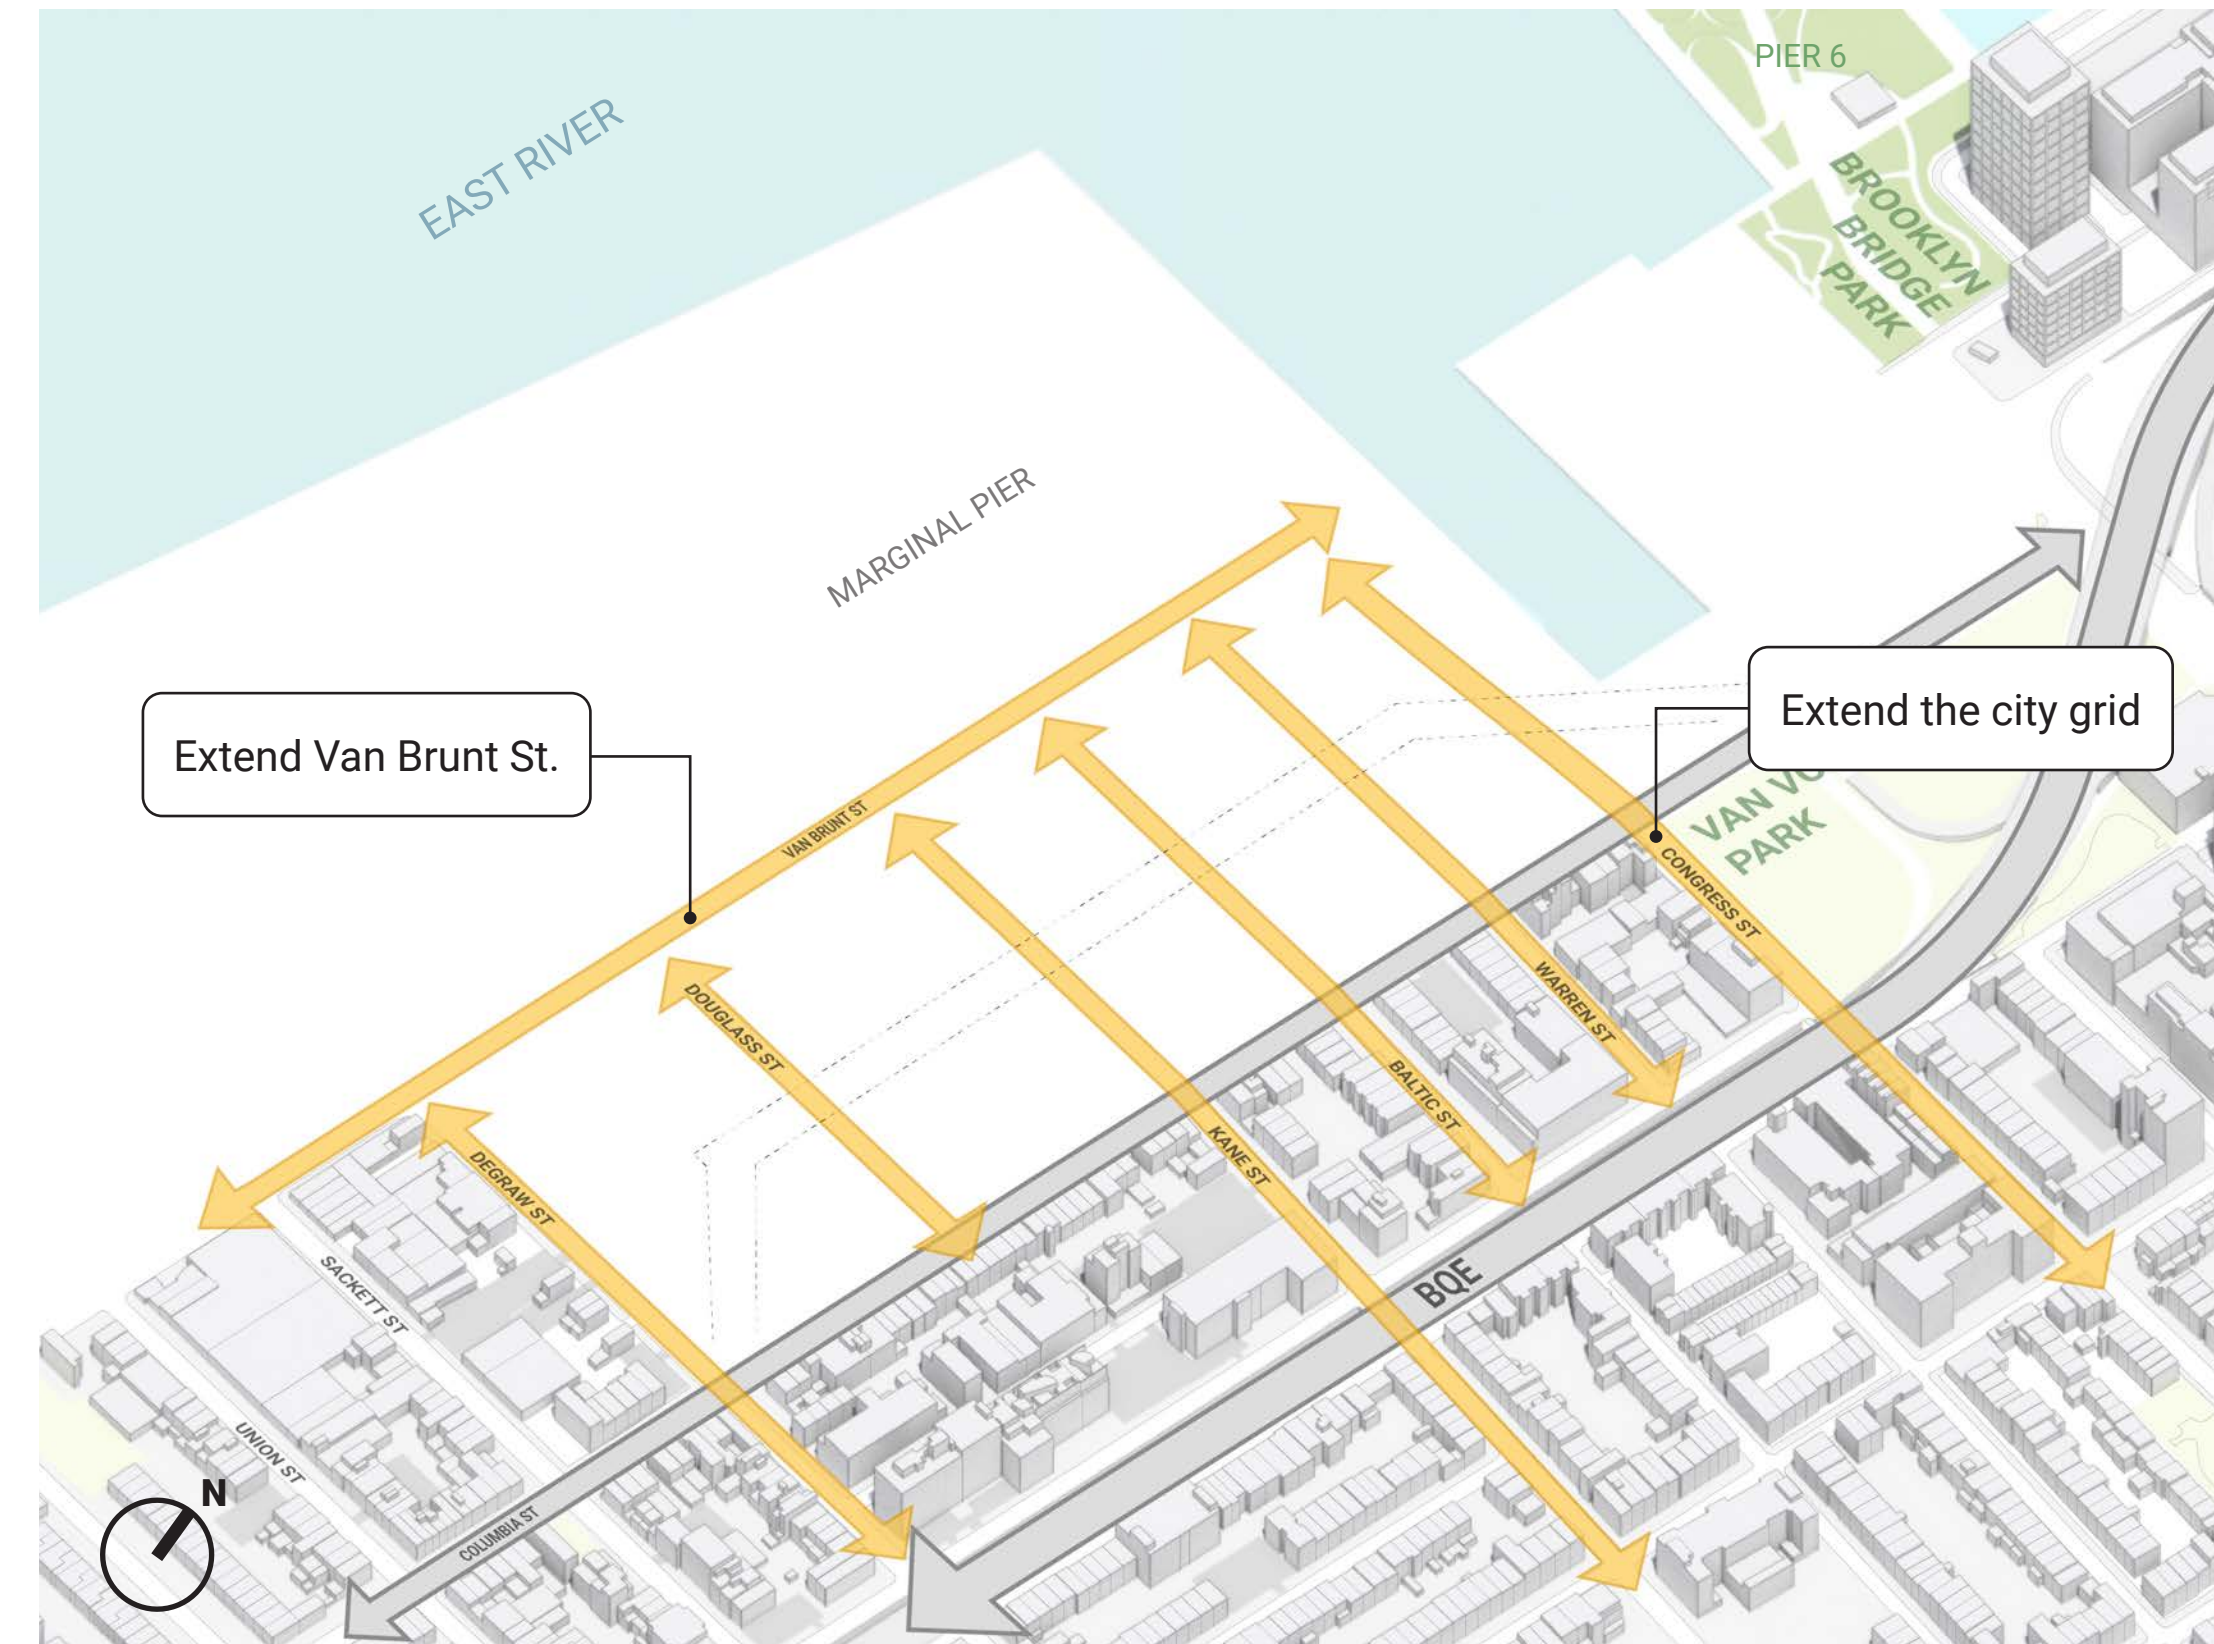 PIER 6
EAST RIVER
BROOKLYN
BRIDGE
PARK
MARGINAL PIER
Extend Van Brunt St.
Extend the city grid
VAN VO
PARK
VAN BRUNT ST
CONGRESS ST
WARREN ST
DOUGLASS ST
BALTIC ST
KANE ST
DEGRAW ST
SACKETT ST
BQE
UNION ST
COLUMBIA ST
N